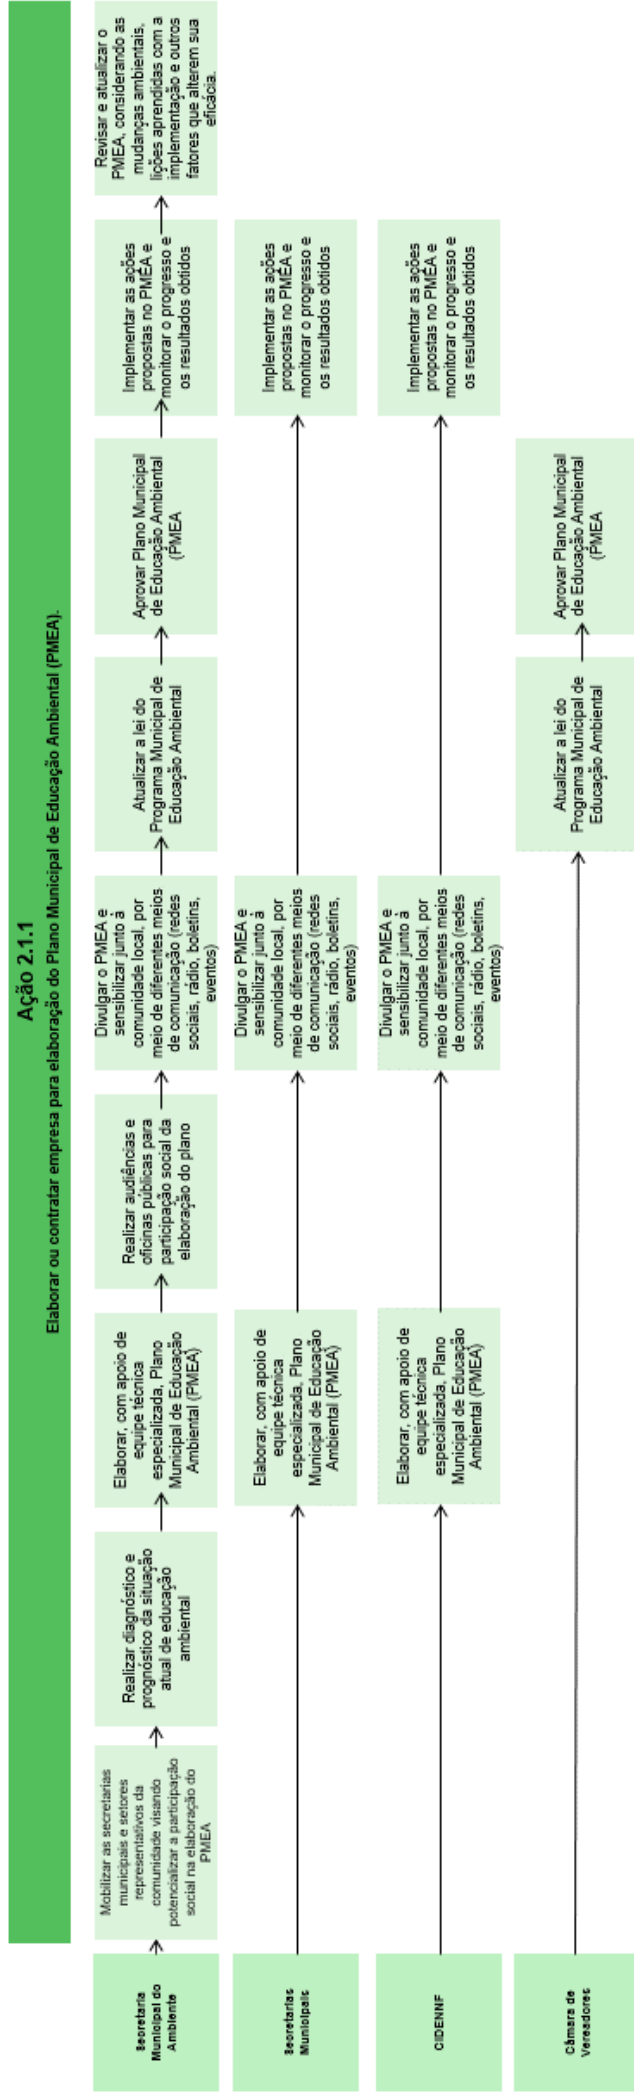 Ação 2.1.1
Elaborar ou contratar empresa para elaboração do Plano Municipal de Educação Ambiental (PMEA).
Secretaria
Municipal do
Ambiente
Mobilizar as secretarias
municipais e setores
representativos da
comunidade visando
potencializar a participação
social na elaboração do
PMEA
Realizar diagnóstico e
prognóstico da situação
atual de educação
ambiental
Elaborar, com apoio de
equipe técnica
especializada, Plano
Municipal de Educação
Ambiental (PMEA)
Realizar audiências e
oficinas públicas para
participação social da
elaboração do plano
Divulgar o PMEA e
sensibilizar junto à
comunidade local, por
meio de diferentes meios
de comunicação (redes
sociais, rádio, boletins,
eventos)
Atualizar a lei do
Programa Municipal de
Educação Ambiental
Aprovar Plano Municipal
de Educação Ambiental
(PMEA
Implementar as ações
propostas no PMEA e
monitorar o progresso e
os resultados obtidos
Revisar e atualizar o
PMEA, considerando as
mudanças ambientais,
lições aprendidas com a
implementação e outros
fatores que alterem sua
eficácia.
Secretarias
Municipais
Elaborar, com apoio de
equipe técnica
especializada, Plano
Municipal de Educação
Ambiental (PMEA)
Divulgar o PMEA e
sensibilizar junto à
comunidade local, por
meio de diferentes meios
de comunicação (redes
sociais, rádio, boletins,
eventos)
Implementar as ações
propostas no PMEA e
monitorar o progresso e
os resultados obtidos
CIDENNF
Elaborar, com apoio de
equipe técnica
especializada, Plano
Municipal de Educação
Ambiental (PMEA)
Divulgar o PMEA e
sensibilizar junto à
comunidade local, por
meio de diferentes meios
de comunicação (redes
sociais, rádio, boletins,
eventos)
Implementar as ações
propostas no PMEA e
monitorar o progresso e
os resultados obtidos
Câmara de
Vereadores
Atualizar a lei do
Programa Municipal de
Educação Ambiental
Aprovar Plano Municipal
de Educação Ambiental
(PMEA